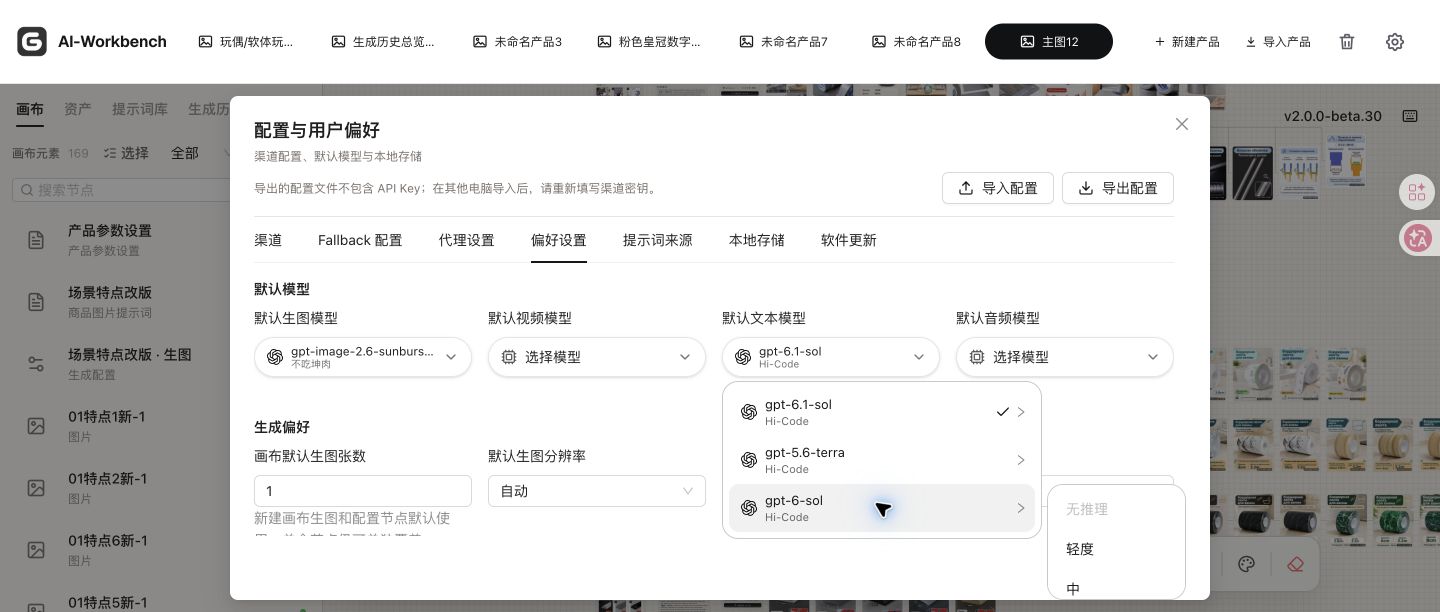 AI-Workbench
玩偶/软体玩...
生成历史总览...
未命名产品3
粉色皇冠数字...
未命名产品7
未命名产品8
主图12
新建产品
导入产品
画布
资产
提示词库
生成历
v2.0.0-beta.30
画布元素 169
选择
全部
搜索节点
产品参数设置
产品参数设置
场景特点改版
商品图片提示词
场景特点改版 · 生图
生成配置
01特点1新-1
图片
01特点2新-1
图片
01特点6新-1
图片
01特点5新-1
配置与用户偏好
渠道配置、默认模型与本地存储
导出的配置文件不包含 API Key；在其他电脑导入后，请重新填写渠道密钥。
导入配置
导出配置
渠道
Fallback 配置
代理设置
偏好设置
提示词来源
本地存储
软件更新
默认模型
默认生图模型
默认视频模型
默认文本模型
默认音频模型
gpt-image-2.6-sunburs...
不吃坤肉
选择模型
gpt-6.1-sol
Hi-Code
选择模型
gpt-6.1-sol
Hi-Code
gpt-5.6-terra
Hi-Code
gpt-6-sol
Hi-Code
无推理
轻度
中
生成偏好
画布默认生图张数
默认生图分辨率
1
自动
新建画布生图和配置节点默认使